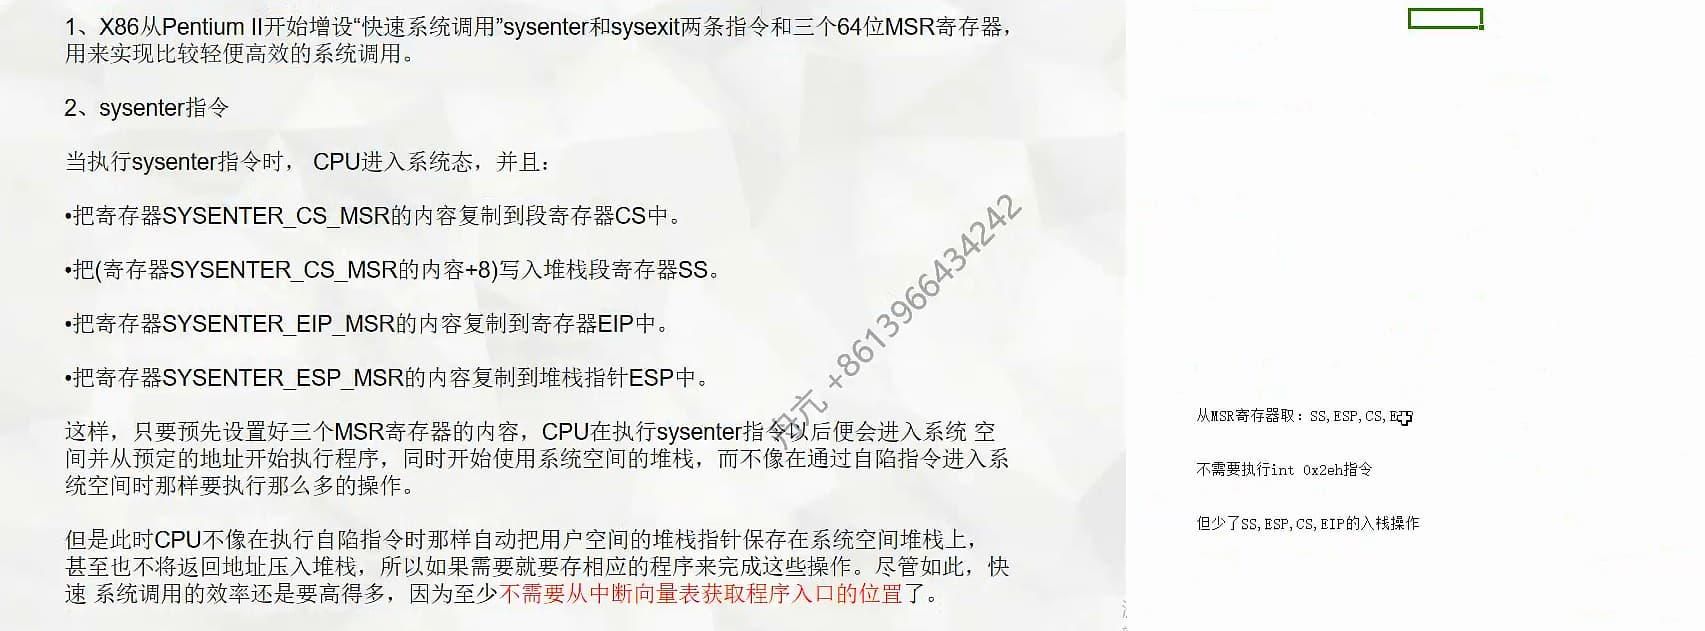 1、X86从Pentium II开始增设“快速系统调用”sysenter和sysexit两条指令和三个64位MSR寄存器，
用来实现比较轻便高效的系统调用。
2、sysenter指令
当执行sysenter指令时， CPU进入系统态，并且：
•把寄存器SYSENTER_CS_MSR的内容复制到段寄存器CS中。
•把(寄存器SYSENTER_CS_MSR的内容+8)写入堆栈段寄存器SS。
•把寄存器SYSENTER_EIP_MSR的内容复制到寄存器EIP中。
•把寄存器SYSENTER_ESP_MSR的内容复制到堆栈指针ESP中。
这样，只要预先设置好三个MSR寄存器的内容，CPU在执行sysenter指令以后便会进入系统 空
间并从预定的地址开始执行程序，同时开始使用系统空间的堆栈，而不像在通过自陷指令进入系
统空间时那样要执行那么多的操作。
但是此时CPU不像在执行自陷指令时那样自动把用户空间的堆栈指针保存在系统空间堆栈上，
甚至也不将返回地址压入堆栈，所以如果需要就要存相应的程序来完成这些操作。尽管如此，快
速 系统调用的效率还是要高得多，因为至少不需要从中断向量表获取程序入口的位置了。
+8613966434242
从MSR寄存器取：SS,ESP,CS,EIP
不需要执行int 0x2eh指令
但少了SS,ESP,CS,EIP的入栈操作